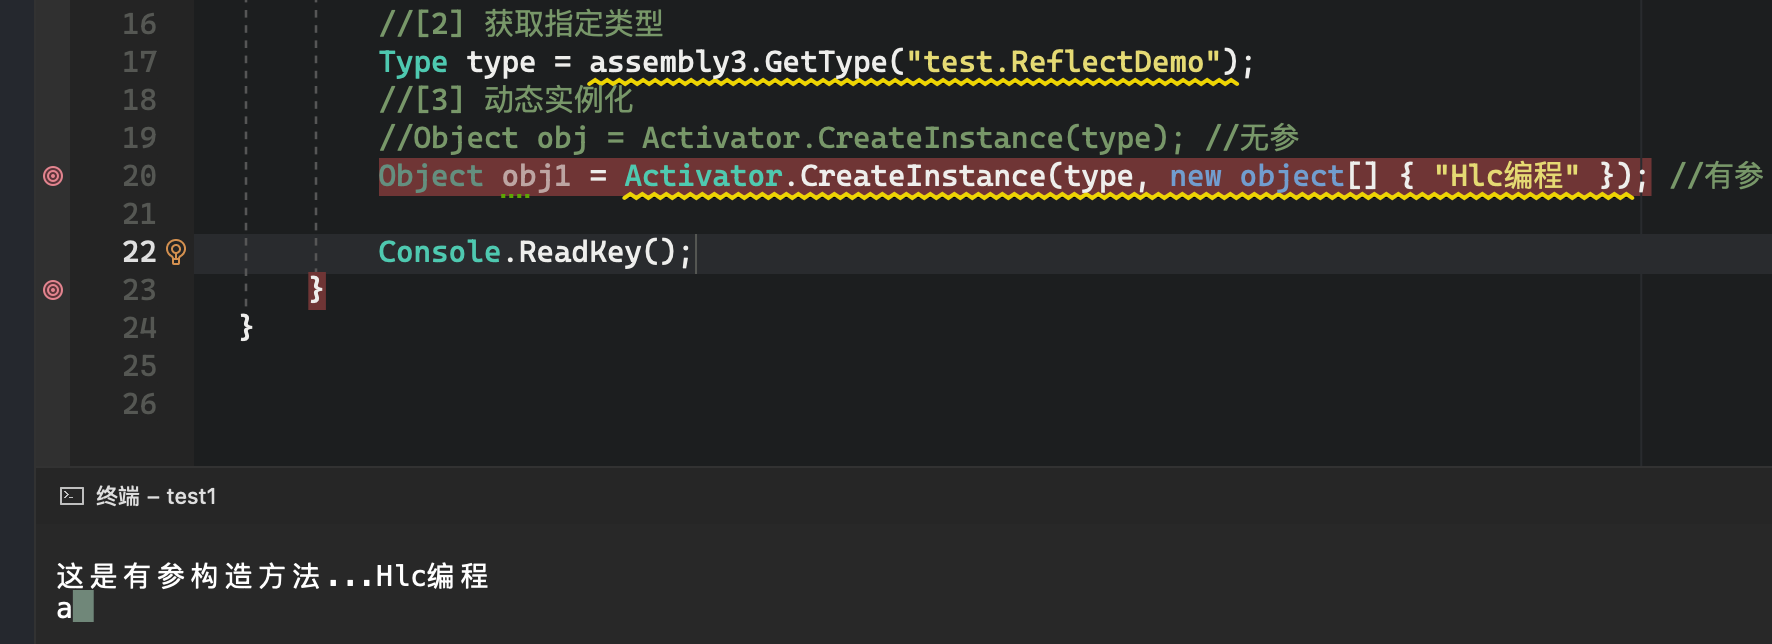 16 //[2] 获取指定类型
17 Type type = assembly3.GetType("test.ReflectDemo");
18 //[3] 动态实例化
19 //Object obj = Activator.CreateInstance(type); //无参
20 Object obj1 = Activator.CreateInstance(type, new object[] { "Hlc编程" }); //有参
21
22 Console.ReadKey();
23 }
24 }
25
26
终端 – test1
这是有参构造方法...Hlc编程
a